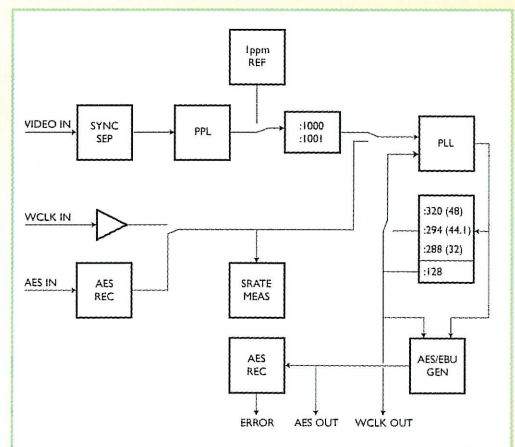 1ppm
REF
VIDEO IN
SYNC
SEP
PPL
:1000
:1001
PLL
WCLK IN
:320 (48)
:294 (44.1)
:288 (32)
:128
AES IN
AES
REC
SRATE
MEAS
AES
REC
AES/EBU
GEN
ERROR
AES OUT
WCLK OUT